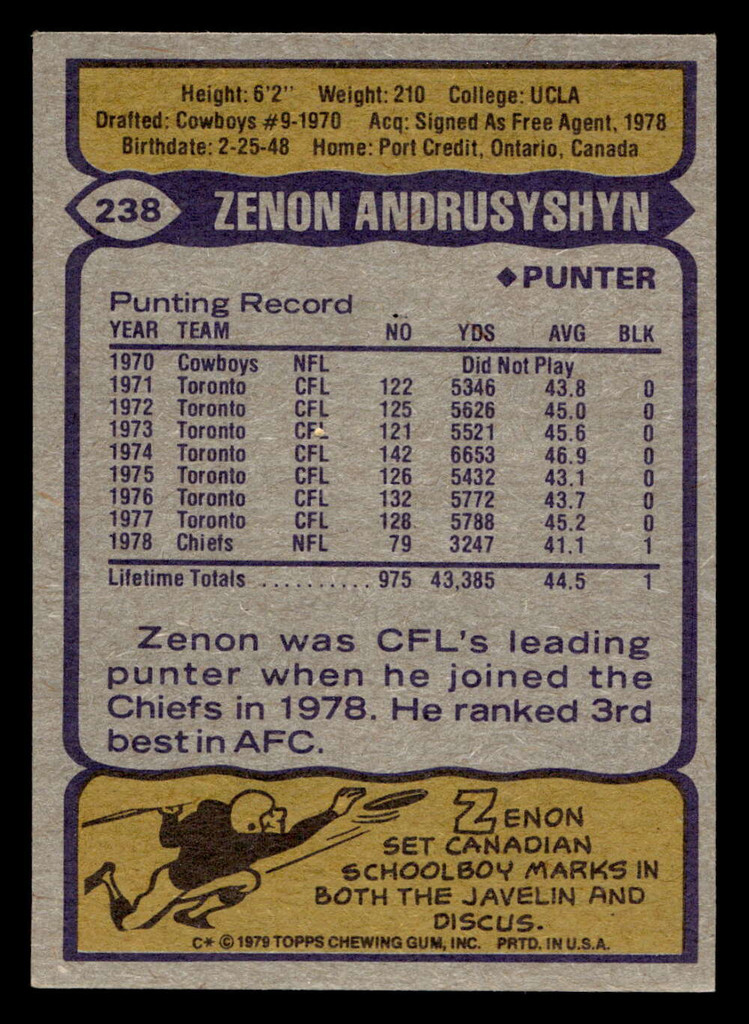 Height: 6'2" Weight: 210 College: UCLA
Drafted: Cowboys #9-1970 Acq: Signed As Free Agent, 1978
Birthdate: 2-25-48 Home: Port Credit, Ontario, Canada
238 ZENON ANDRUSYSHYN
◆PUNTER
Punting Record
YEAR TEAM NO YDS AVG BLK
1970 Cowboys NFL Did Not Play
1971 Toronto CFL 122 5346 43.8 0
1972 Toronto CFL 125 5626 45.0 0
1973 Toronto CFL 121 5521 45.6 0
1974 Toronto CFL 142 6653 46.9 0
1975 Toronto CFL 126 5432 43.1 0
1976 Toronto CFL 132 5772 43.7 0
1977 Toronto CFL 128 5788 45.2 0
1978 Chiefs NFL 79 3247 41.1 1
Lifetime Totals .......... 975 43,385 44.5 1
Zenon was CFL's leading
punter when he joined the
Chiefs in 1978. He ranked 3rd
best in AFC.
ZENON
SET CANADIAN
SCHOOLBOY MARKS IN
BOTH THE JAVELIN AND
DISCUS.
C* © 1979 TOPPS CHEWING GUM, INC. PRTD. IN U.S.A.